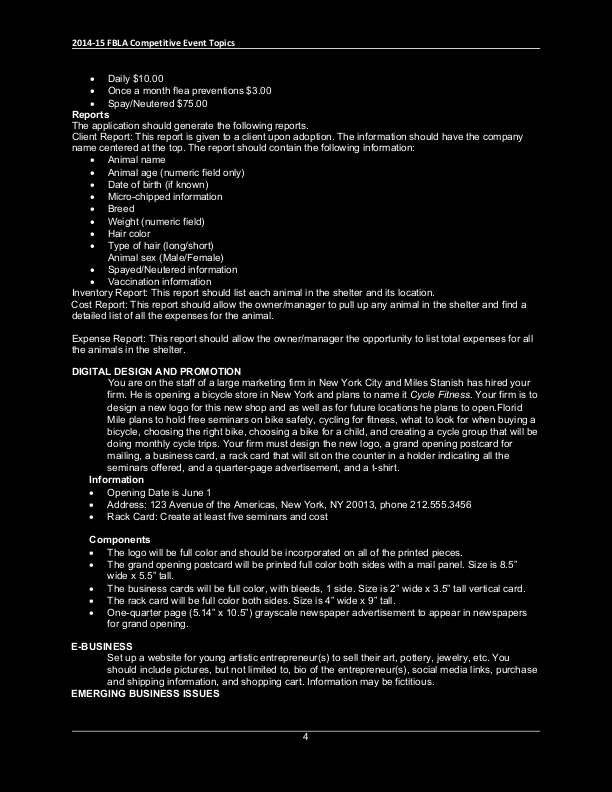 2014-15 FBLA Competitive Event Topics
• Daily $10.00
• Once a month flea preventions $3.00
• Spay/Neutered $75.00
Reports
The application should generate the following reports.
Client Report: This report is given to a client upon adoption. The information should have the company
name centered at the top. The report should contain the following information:
• Animal name
• Animal age (numeric field only)
• Date of birth (if known)
• Micro-chipped information
• Breed
• Weight (numeric field)
• Hair color
• Type of hair (long/short)
Animal sex (Male/Female)
• Spayed/Neutered information
• Vaccination information
Inventory Report: This report should list each animal in the shelter and its location.
Cost Report: This report should allow the owner/manager to pull up any animal in the shelter and find a
detailed list of all the expenses for the animal.
Expense Report: This report should allow the owner/manager the opportunity to list total expenses for all
the animals in the shelter.
DIGITAL DESIGN AND PROMOTION
You are on the staff of a large marketing firm in New York City and Miles Stanish has hired your
firm. He is opening a bicycle store in New York and plans to name it Cycle Fitness. Your firm is to
design a new logo for this new shop and as well as for future locations he plans to open.Florid
Mile plans to hold free seminars on bike safety, cycling for fitness, what to look for when buying a
bicycle, choosing the right bike, choosing a bike for a child, and creating a cycle group that will be
doing monthly cycle trips. Your firm must design the new logo, a grand opening postcard for
mailing, a business card, a rack card that will sit on the counter in a holder indicating all the
seminars offered, and a quarter-page advertisement, and a t-shirt.
Information
• Opening Date is June 1
• Address: 123 Avenue of the Americas, New York, NY 20013, phone 212.555.3456
• Rack Card: Create at least five seminars and cost
Components
• The logo will be full color and should be incorporated on all of the printed pieces.
• The grand opening postcard will be printed full color both sides with a mail panel. Size is 8.5”
wide x 5.5” tall.
• The business cards will be full color, with bleeds, 1 side. Size is 2” wide x 3.5” tall vertical card.
• The rack card will be full color both sides. Size is 4” wide x 9” tall.
• One-quarter page (5.14” x 10.5”) grayscale newspaper advertisement to appear in newspapers
for grand opening.
E-BUSINESS
Set up a website for young artistic entrepreneur(s) to sell their art, pottery, jewelry, etc. You
should include pictures, but not limited to, bio of the entrepreneur(s), social media links, purchase
and shipping information, and shopping cart. Information may be fictitious.
EMERGING BUSINESS ISSUES
4